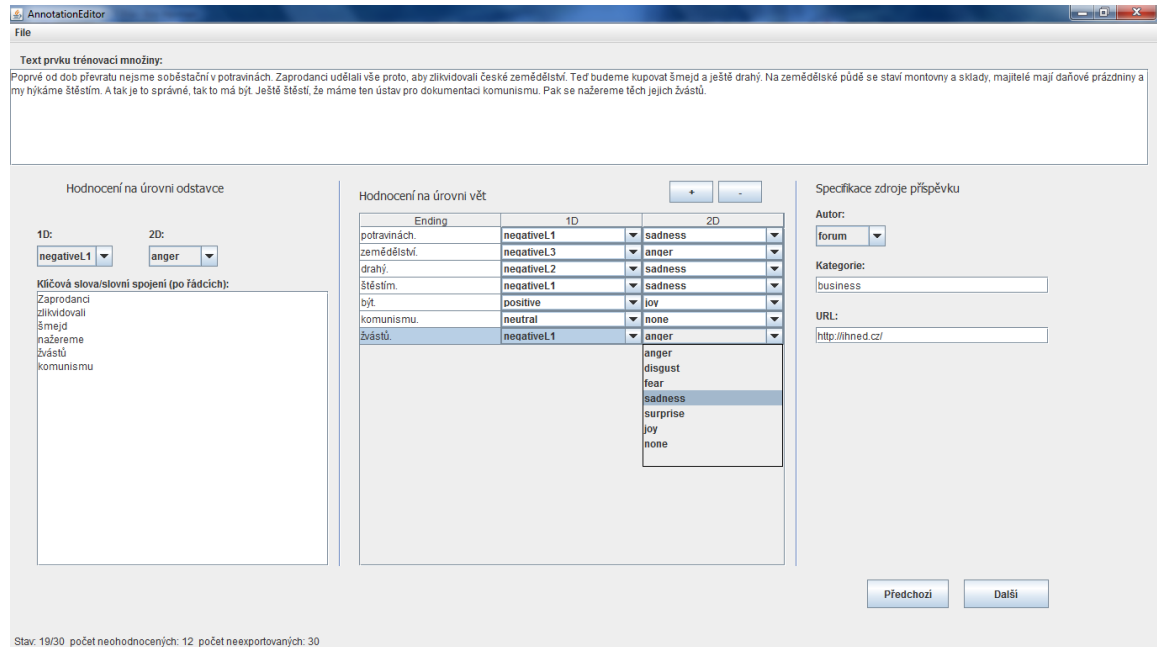 AnnotationEditor
File
Text prvku trénovací množiny:
Poprvé od dob převratu nejsme soběstační v potravinách. Zaprodanci udělali vše proto, aby zlikvidovali české zemědělství. Teď budeme kupovat šmejd a ještě drahý. Na zemědělské půdě se staví montovny a sklady, majitelé mají daňové prázdniny a
my hýkáme štěstím. A tak je to správné, tak to má být. Ještě štěstí, že máme ten ústav pro dokumentaci komunismu. Pak se nažereme těch jejich žvástů.
Hodnocení na úrovni odstavce
1D: 2D:
negativeL1 anger
Klíčová slova/slovní spojení (po řádcích):
Zaprodanci
zlikvidovali
šmejd
nažereme
žvástů
komunismu
Hodnocení na úrovni vět + -
Ending 1D 2D
potravinách. negativeL1 sadness
zemědělství. negativeL3 anger
drahý. negativeL2 sadness
štěstím. negativeL1 sadness
být. positive joy
komunismu. neutral none
žvástů. negativeL1 anger
anger
disgust
fear
sadness
surprise
joy
none
Specifikace zdroje příspěvku
Autor:
forum
Kategorie:
business
URL:
http://ihned.cz/
Předchozí Další
Stav: 19/30 počet neohodnocených: 12 počet neexportovaných: 30